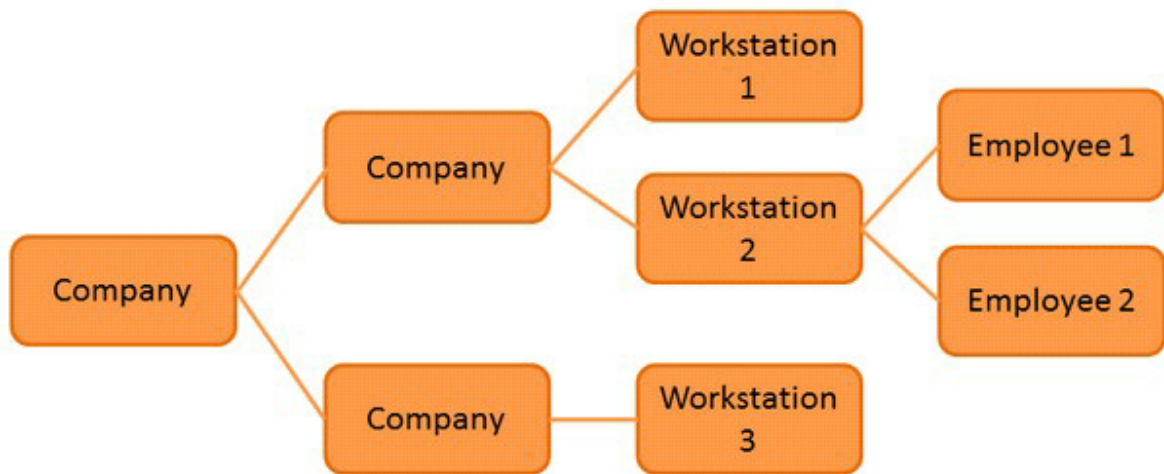 Workstation
1
Company
Employee 1
Workstation
2
Company
Employee 2
Company
Workstation
3